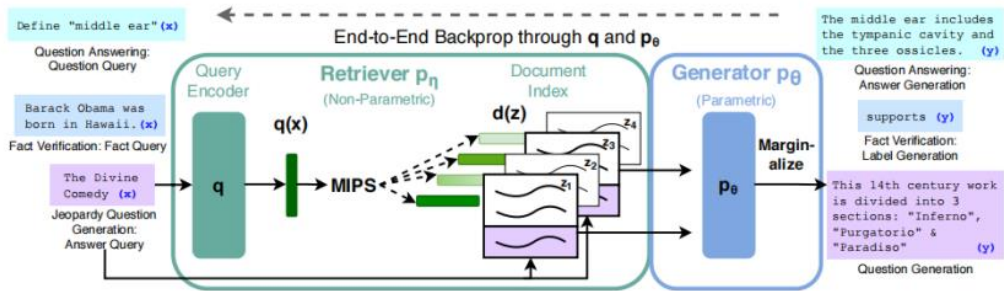 Define "middle ear"(x)
Question Answering:
Question Query
Barack Obama was
born in Hawaii.(x)
Fact Verification: Fact Query
The Divine
Comedy (x)
Jeopardy Question
Generation:
Answer Query
End-to-End Backprop through q and pθ
Query
Encoder
q
q(x)
Retriever pη
(Non-Parametric)
MIPS
Document
Index
d(z)
z4
z3
z2
z1
Generator pθ
(Parametric)
pθ
Margin-
alize
The middle ear includes
the tympanic cavity and
the three ossicles. (y)
Question Answering:
Answer Generation
supports (y)
Fact Verification:
Label Generation
This 14th century work
is divided into 3
sections: "Inferno",
"Purgatorio" &
"Paradiso" (y)
Question Generation